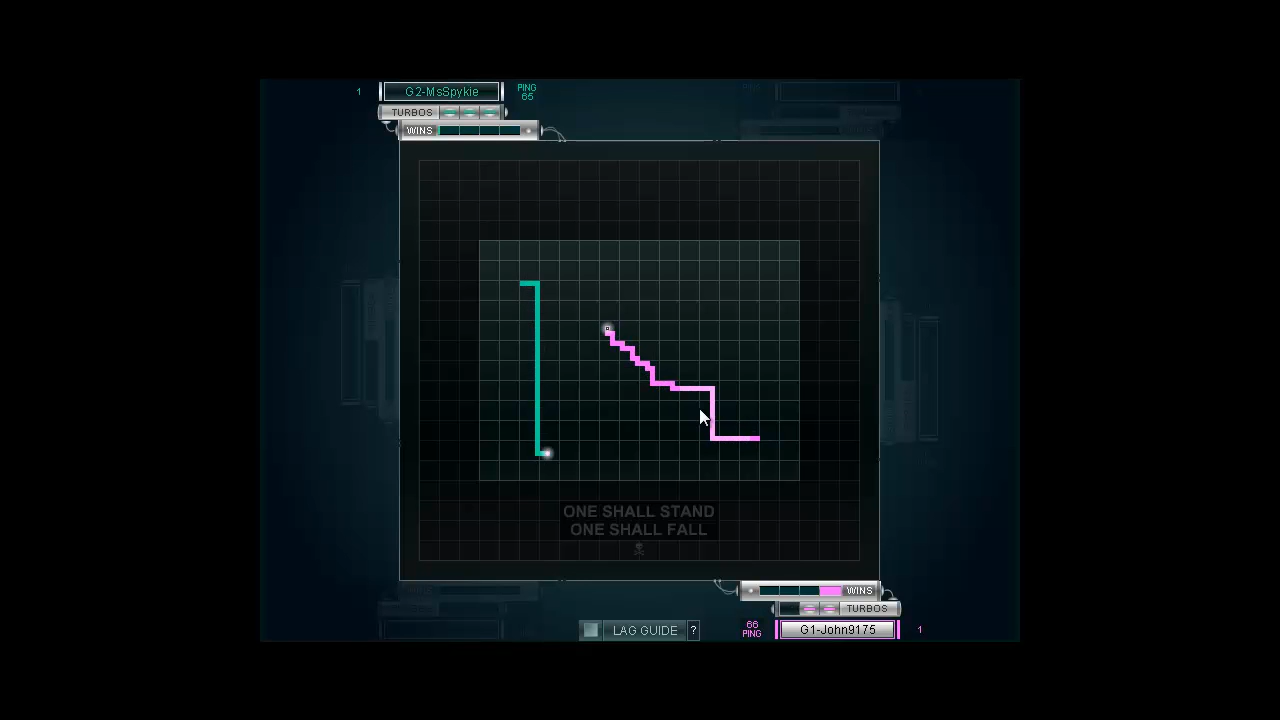 1
G2-MsSpykie
PING
65
TURBOS
WINS
ONE SHALL STAND
ONE SHALL FALL
WINS
TURBOS
LAG GUIDE ?
66
PING
G1-John9175
1